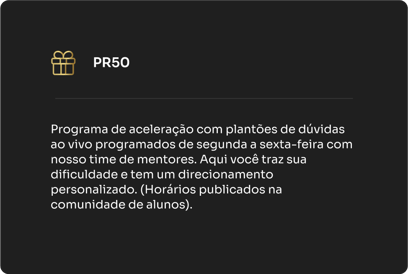 PR50
Programa de aceleração com plantões de dúvidas
ao vivo programados de segunda a sexta-feira com
nosso time de mentores. Aqui você traz sua
dificuldade e tem um direcionamento
personalizado. (Horários publicados na
comunidade de alunos).